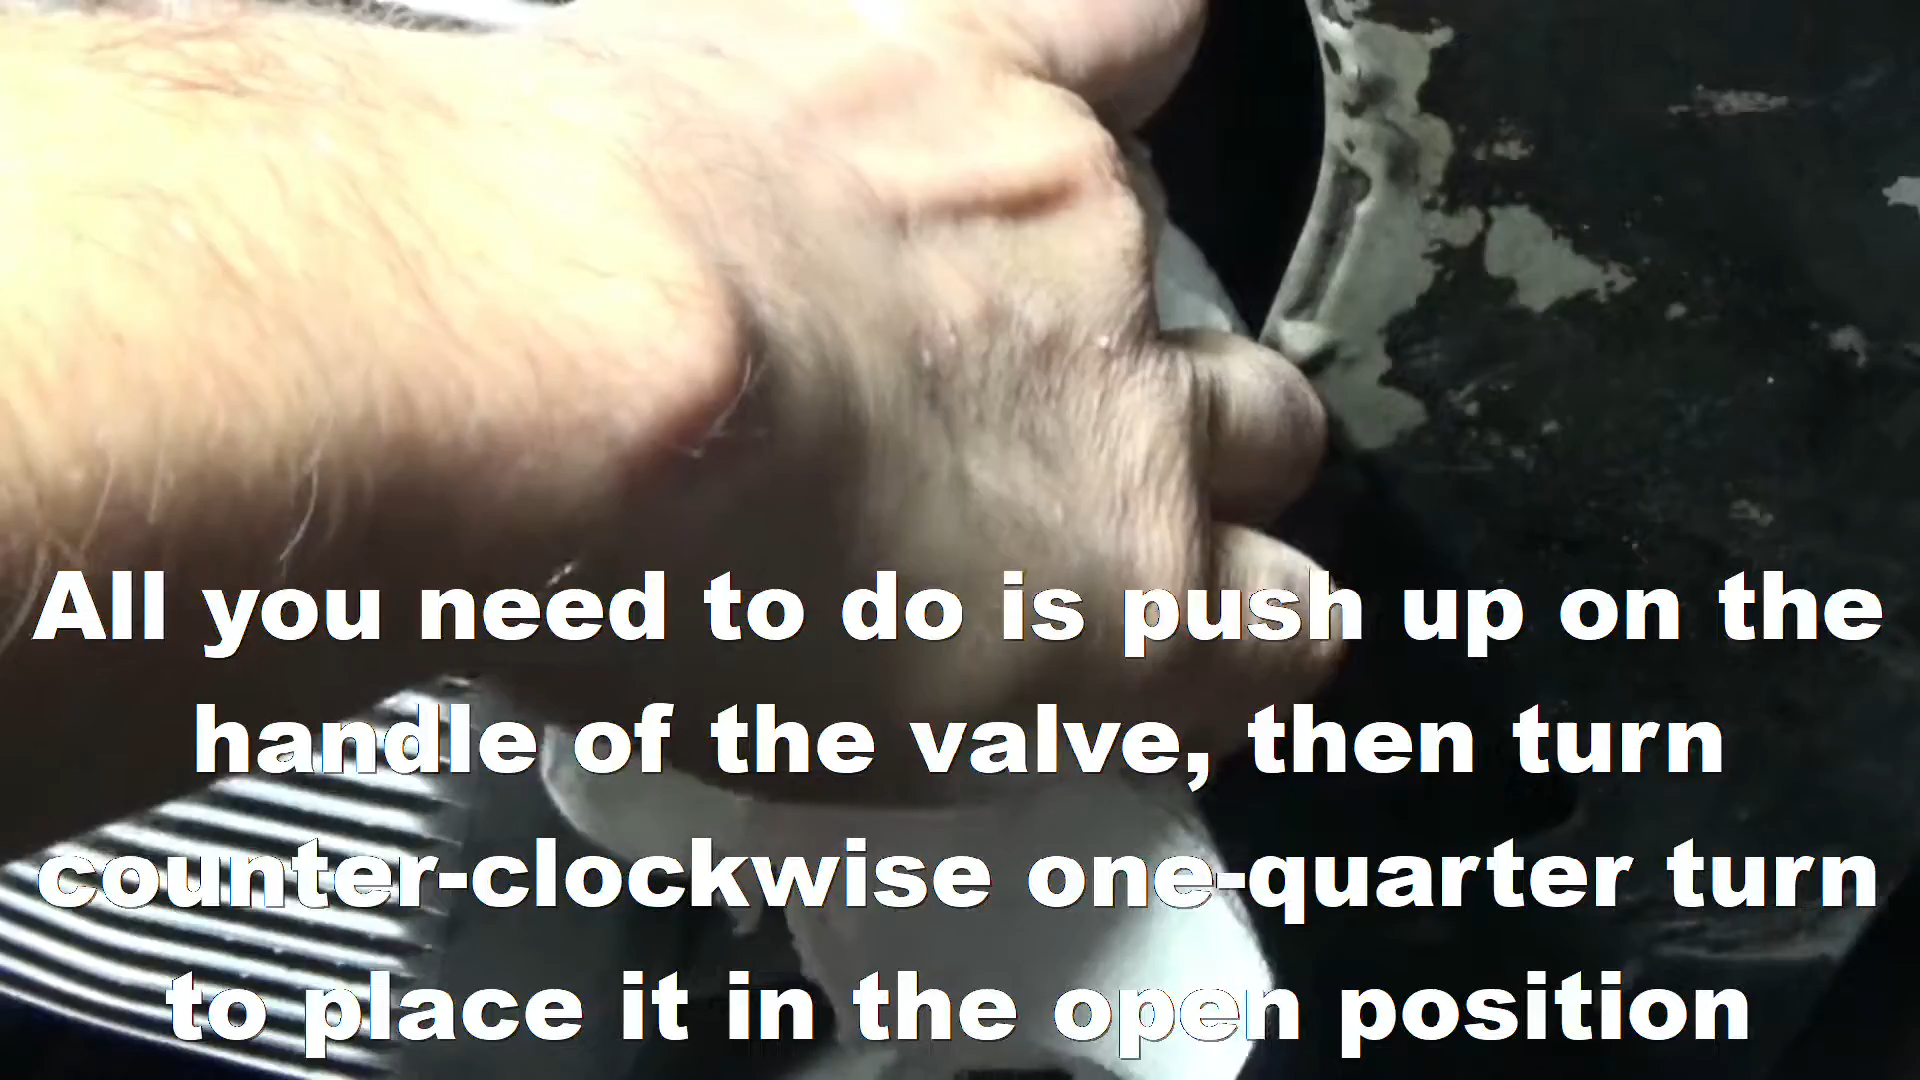 All you need to do is push up on the
handle of the valve, then turn
counter-clockwise one-quarter turn
to place it in the open position